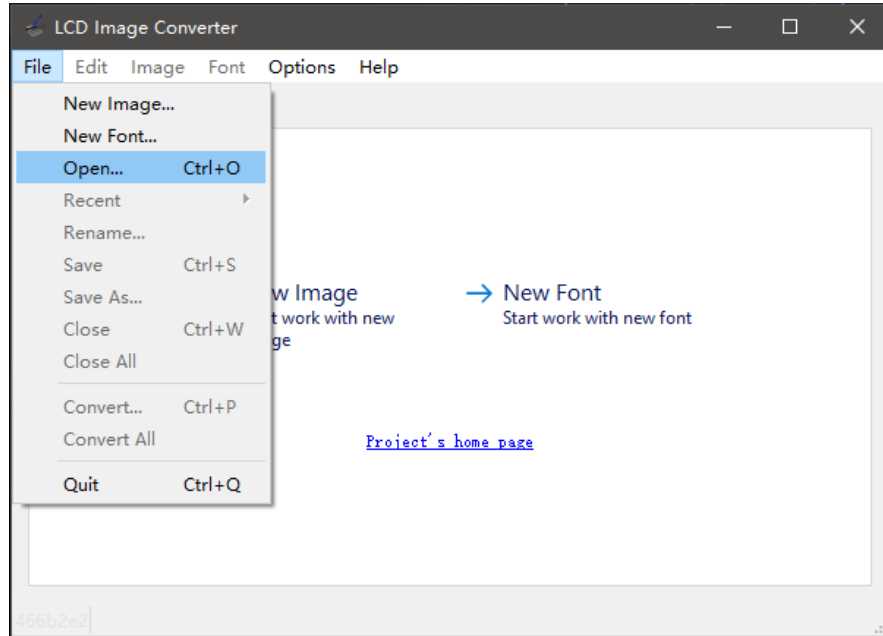 LCD Image Converter
File Edit Image Font Options Help
New Image...
New Font...
Open... Ctrl+O
Recent
Rename...
Save Ctrl+S
Save As...
Close Ctrl+W
Close All
Convert... Ctrl+P
Convert All
Quit Ctrl+Q
w Image
t work with new
ge
→ New Font
Start work with new font
Project's home page
466b2e2